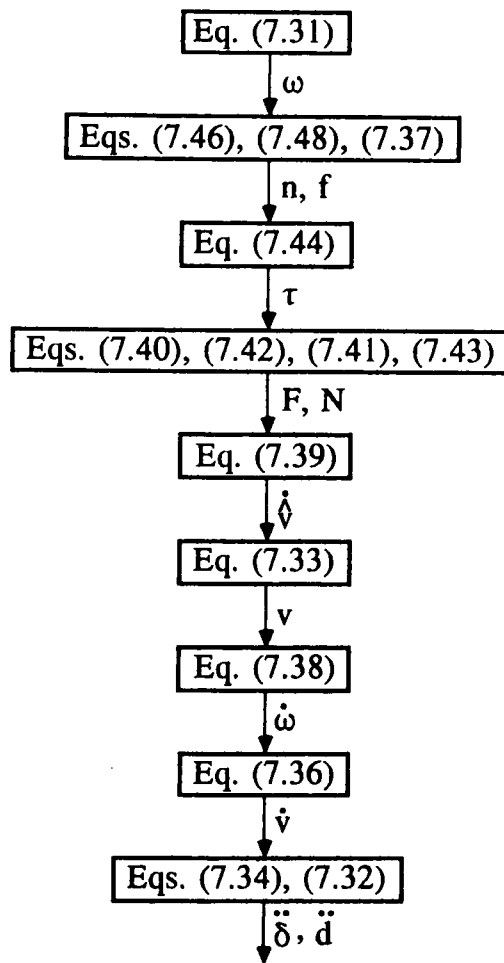 Eq. (7.31)
ω
Eqs. (7.46), (7.48), (7.37)
n, f
Eq. (7.44)
τ
Eqs. (7.40), (7.42), (7.41), (7.43)
F, N
Eq. (7.39)
v̂̇
Eq. (7.33)
v
Eq. (7.38)
ω̇
Eq. (7.36)
v̇
Eqs. (7.34), (7.32)
δ̈, d̈